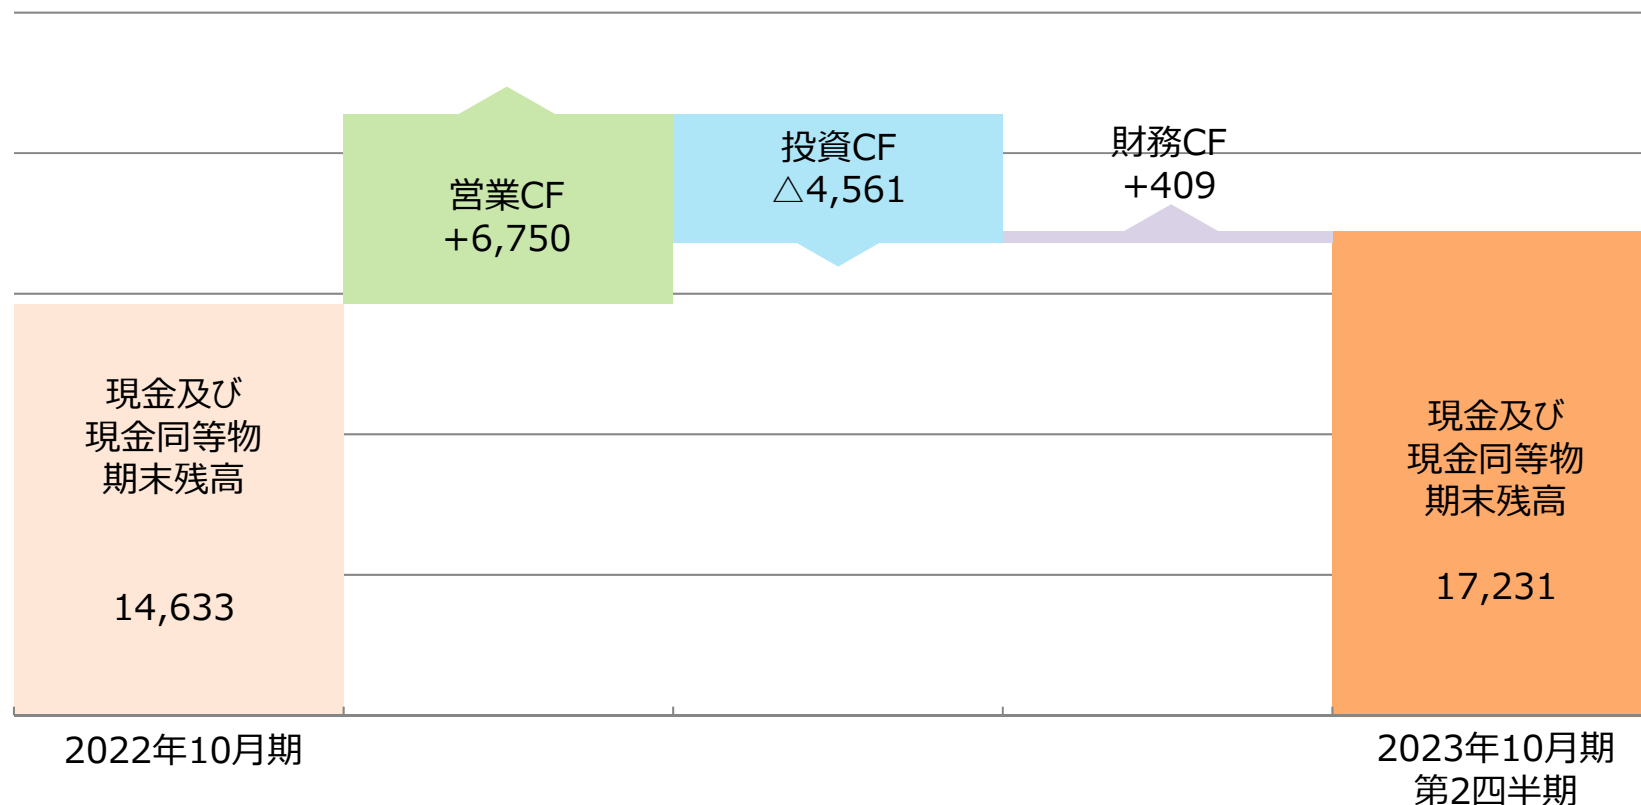 現金及び
現金同等物
期末残高
14,633
営業CF
+6,750
投資CF
△4,561
財務CF
+409
現金及び
現金同等物
期末残高
17,231
2022年10月期
2023年10月期
第2四半期